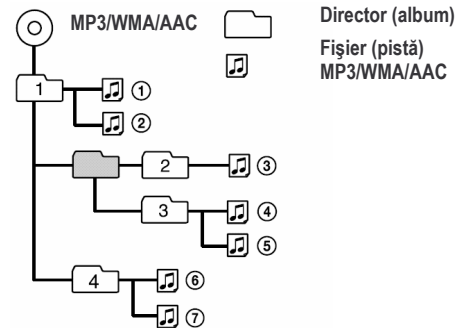 MP3/WMA/AAC
Director (album)
Fişier (pistă)
MP3/WMA/AAC
1
①
②
2
③
3
④
⑤
4
⑥
⑦